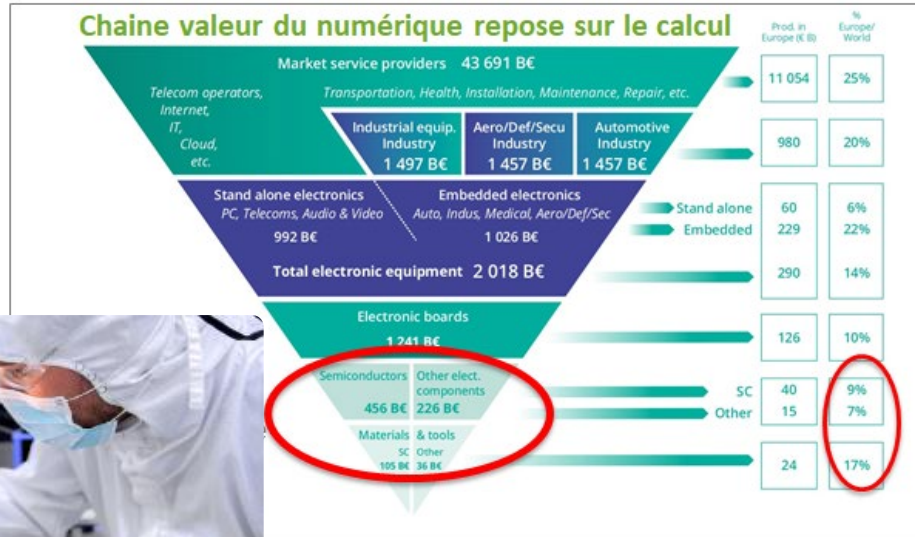 Chaine valeur du numérique repose sur le calcul
Prod. in
Europe (€ B)
%
Europe/
World
Market service providers 43 691 B€
Telecom operators,
Internet,
IT,
Cloud,
etc.
Transportation, Health, Installation, Maintenance, Repair, etc.
11 054
25%
Industrial equip.
Industry
1 497 B€
Aero/Def/Secu
Industry
1 457 B€
Automotive
Industry
1 457 B€
980
20%
Stand alone electronics
PC, Telecoms, Audio & Video
992 B€
Embedded electronics
Auto, Indus, Medical, Aero/Def/Sec
1 026 B€
Stand alone
60
6%
Embedded
229
22%
Total electronic equipment 2 018 B€
290
14%
Electronic boards
1 241 B€
126
10%
Semiconductors
456 B€
Other elect.
components
226 B€
SC
40
9%
Other
15
7%
Materials & tools
SC
105 B€
Other
36 B€
24
17%